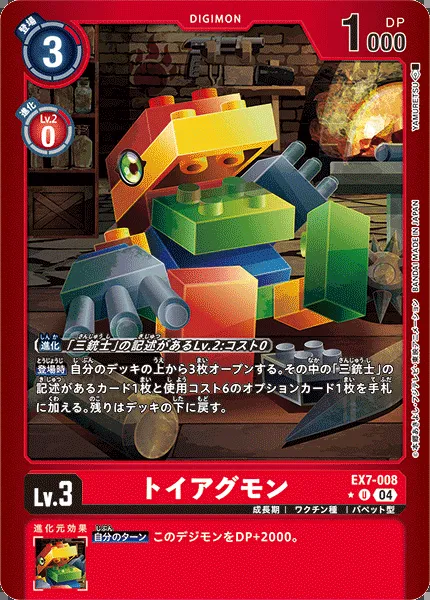 DIGIMON
登場
3
1000
DP
進化
Lv.2
0
YAMURETSU
BANDAI MADE IN JAPAN
©本郷あきよし・フジテレビ・東映アニメーション
進化 「三銃士」の記述があるLv.2:コスト0
登場時 自分のデッキの上から3枚オープンする。その中の「三銃士」の
記述があるカード1枚と使用コスト6のオプションカード1枚を手札
に加える。残りはデッキの下に戻す。
Lv.3
トイアグモン
EX7-008
U 04
成長期 | ワクチン種 | パペット型
進化元効果
自分のターン このデジモンをDP+2000。